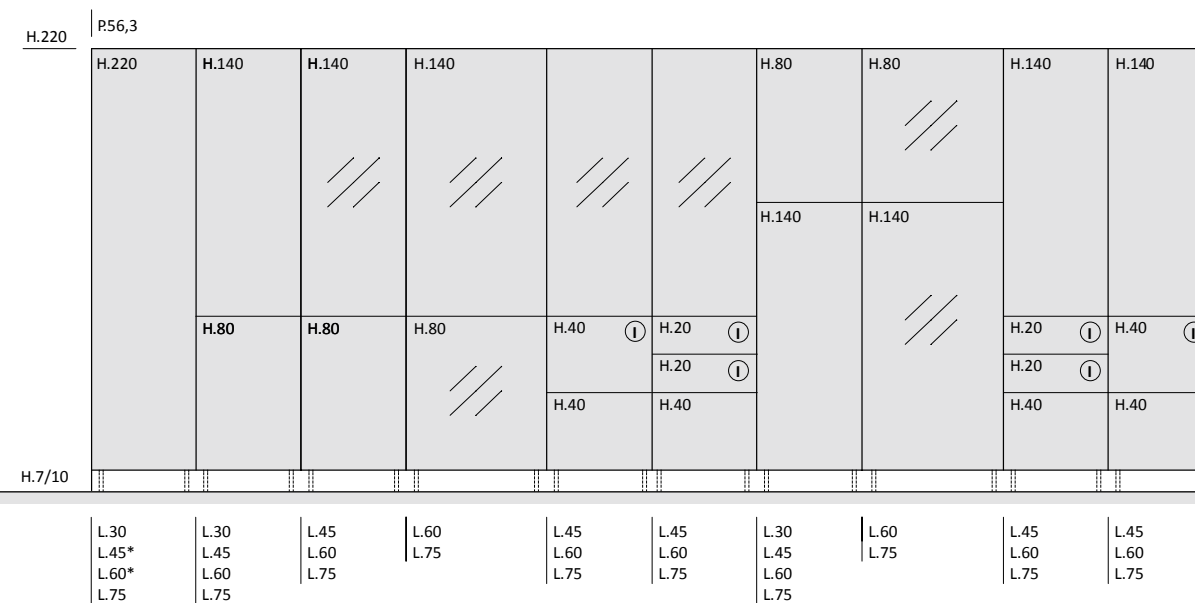 P.56,3
H.220
H.220 H.140 H.140 H.140 H.80 H.80 H.140 H.140
H.140 H.140
H.80 H.80 H.80 H.40 I H.20 I H.20 I H.40 I
H.20 I H.20 I
H.40 H.40 H.40 H.40
H.7/10
L.30 L.30 L.45 L.60 L.45 L.45 L.30 L.60 L.45 L.45
L.45* L.45 L.60 L.75 L.60 L.60 L.45 L.75 L.60 L.60
L.60* L.60 L.75 L.75 L.75 L.60 L.75 L.75
L.75 L.75 L.75